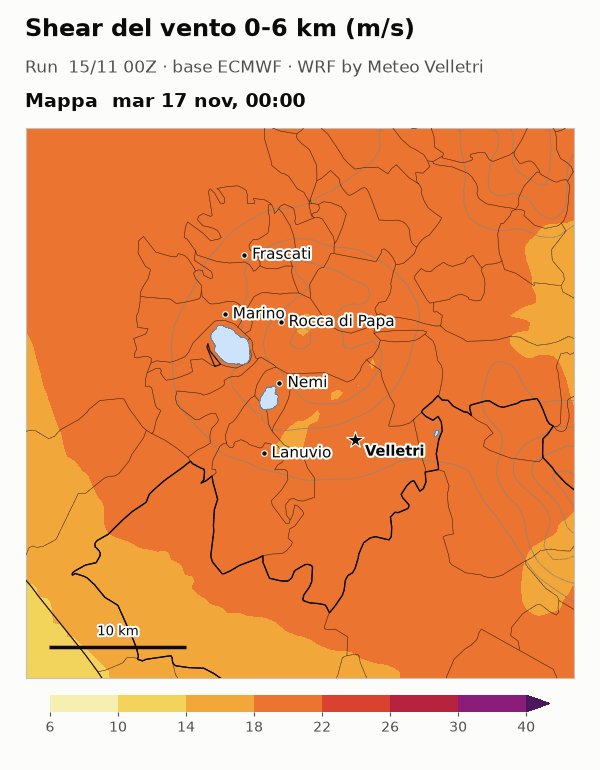 Shear del vento 0-6 km (m/s)
Run  15/11 00Z · base ECMWF · WRF by Meteo Velletri
Mappa  mar 17 nov, 00:00
Frascati
Marino
Rocca di Papa
Nemi
Velletri
Lanuvio
10 km
6 10 14 18 22 26 30 40